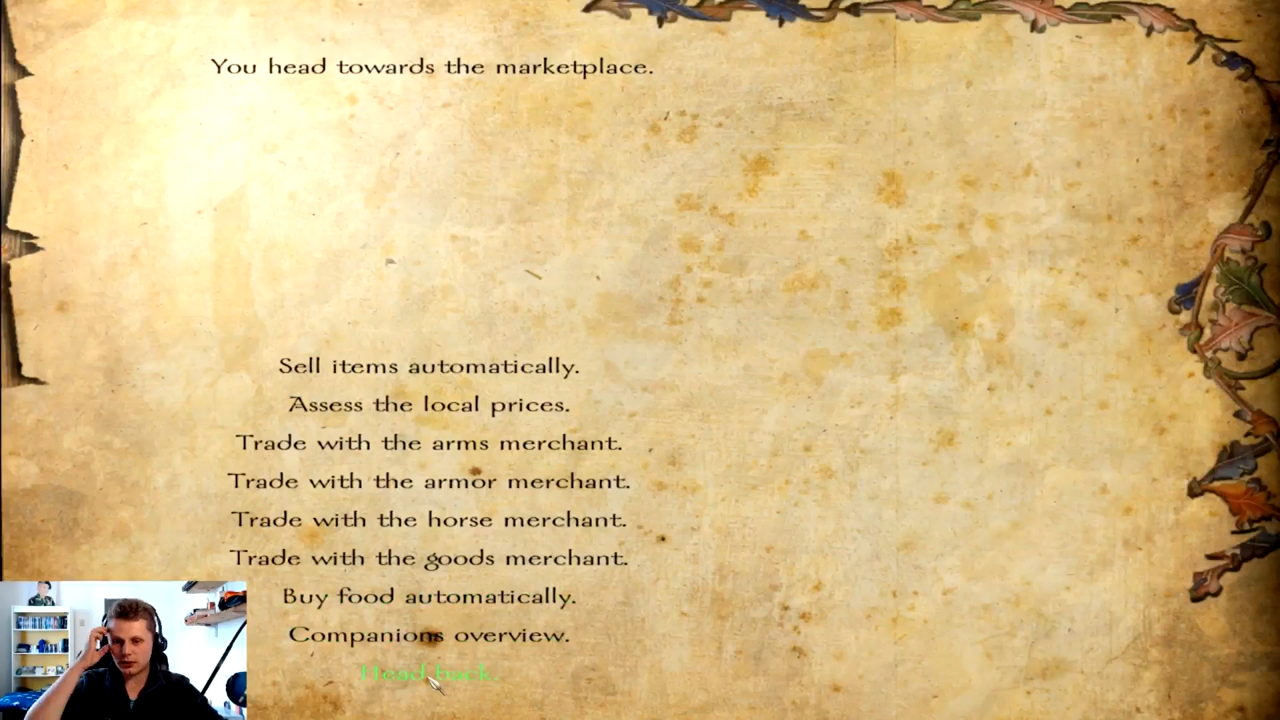 You head towards the marketplace.
Sell items automatically.
Assess the local prices.
Trade with the arms merchant.
Trade with the armor merchant.
Trade with the horse merchant.
Trade with the goods merchant.
Buy food automatically.
Companions overview.
Head back.